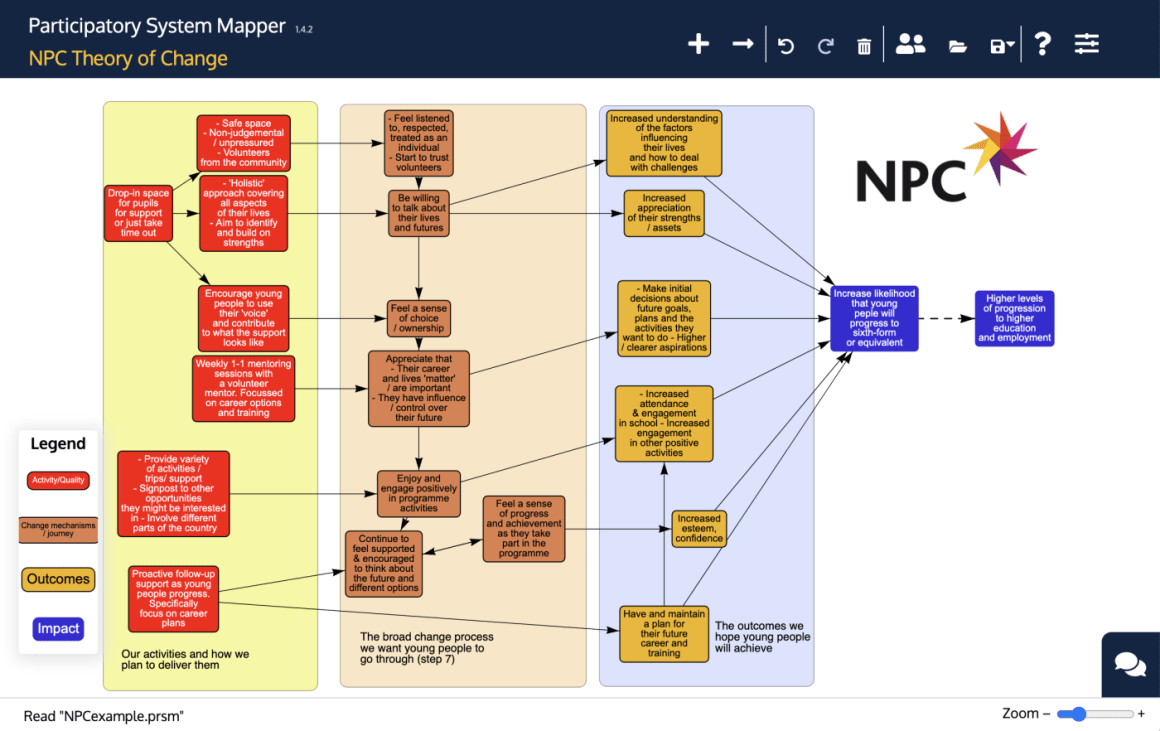 Participatory System Mapper 1.4.2
NPC Theory of Change
- Safe space
- Non-judgemental
/ unpressured
- Volunteers
from the community
Drop-in space
for pupils
for support
or just take
time out
- 'Holistic'
approach covering
all aspects
of their lives
- Aim to identify
and build on
strengths
Encourage young
people to use
their 'voice'
and contribute
to what the support
looks like
Weekly 1-1 mentoring
sessions with
a volunteer
mentor. Focussed
on career options
and training
- Provide variety
of activities /
trips/ support
- Signpost to other
opportunities
they might be interested
in - Involve different
parts of the country
Proactive follow-up
support as young
people progress.
Specifically
focus on career
plans
Our activities and how we
plan to deliver them
- Feel listened
to, respected,
treated as an
individual
- Start to trust
volunteers
Be willing
to talk about
their lives
and futures
Feel a sense
of choice
/ ownership
Appreciate that
- Their career
and lives 'matter'
/ are important
- They have influence
/ control over
their future
Enjoy and
engage positively
in programme
activities
Feel a sense
of progress
and achievement
as they take
part in the
programme
Continue to
feel supported
& encouraged
to think about
the future and
different options
The broad change process
we want young people to
go through (step 7)
Increased understanding
of the factors
influencing
their lives
and how to deal
with challenges
Increased
appreciation
of their strengths
/ assets
- Make initial
decisions about
future goals,
plans and the
activities they
want to do - Higher
/ clearer aspirations
- Increased
attendance
& engagement
in school - Increased
engagement
in other positive
activities
Increased
esteem,
confidence
Have and maintain
a plan for
their future
career and
training
The outcomes we
hope young people
will achieve
NPC
Increase likelihood
that young
peple will
progress to
sixth-form
or equivalent
Higher levels
of progression
to higher
education
and employment
Legend
Activity/Quality
Change mechanisms
/ journey
Outcomes
Impact
Read "NPCexample.prsm"
Zoom − +